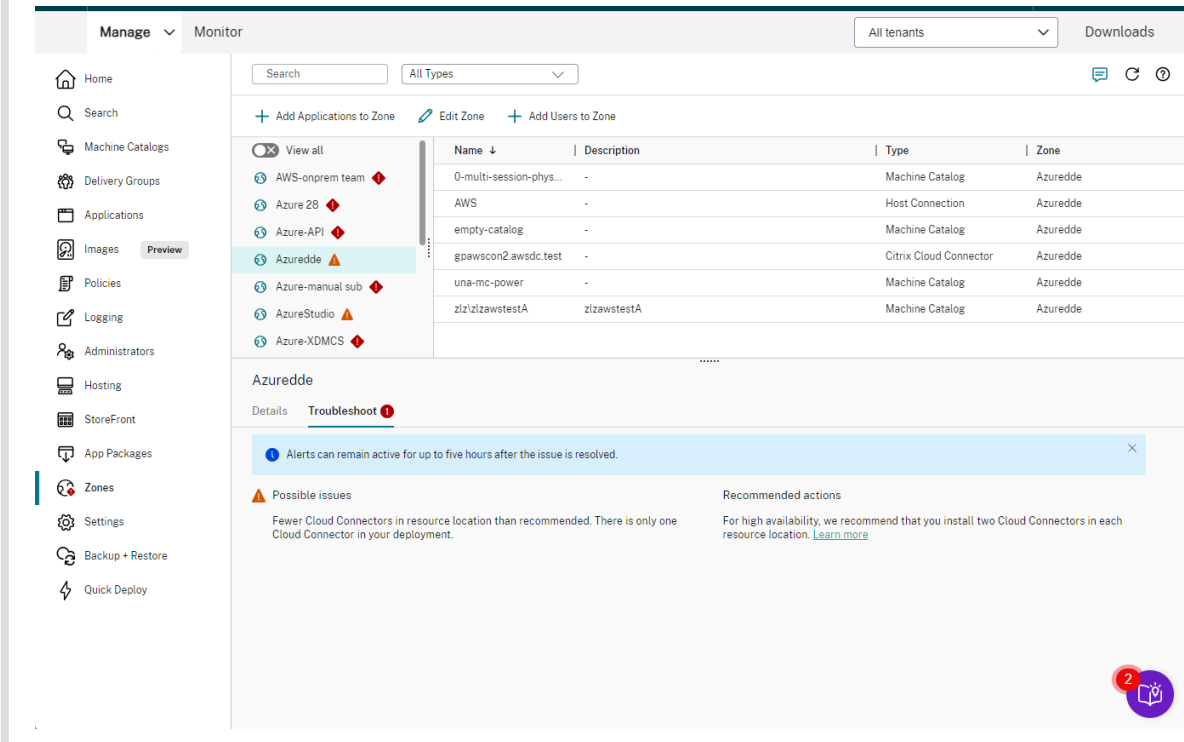 Manage Monitor All tenants Downloads
Home
Search
Machine Catalogs
Delivery Groups
Applications
Images Preview
Policies
Logging
Administrators
Hosting
StoreFront
App Packages
Zones
Settings
Backup + Restore
Quick Deploy
Search All Types
Add Applications to Zone Edit Zone Add Users to Zone
View all
AWS-onprem team
Azure 28
Azure-API
Azuredde
Azure-manual sub
AzureStudio
Azure-XDMCS
Name Description Type Zone
0-multi-session-phys... - Machine Catalog Azuredde
AWS - Host Connection Azuredde
empty-catalog - Machine Catalog Azuredde
gpawscon2.awsdc.test - Citrix Cloud Connector Azuredde
una-mc-power - Machine Catalog Azuredde
zlz\zlzawstestA zlzawstestA Machine Catalog Azuredde
Azuredde
Details Troubleshoot 1
Alerts can remain active for up to five hours after the issue is resolved.
Possible issues
Fewer Cloud Connectors in resource location than recommended. There is only one
Cloud Connector in your deployment.
Recommended actions
For high availability, we recommend that you install two Cloud Connectors in each
resource location. Learn more
2